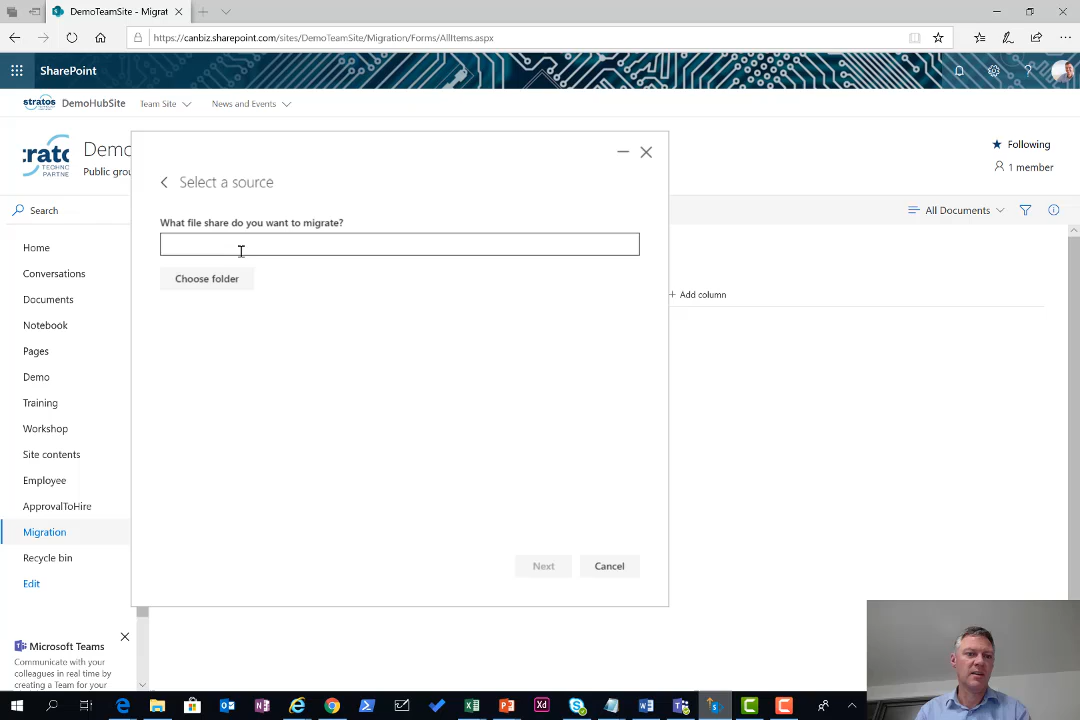 DemoTeamSite - Migrat
https://canbiz.sharepoint.com/sites/DemoTeamSite/Migration/Forms/AllItems.aspx
SharePoint
stratos DemoHubSite Team Site News and Events
Demo
Public grou
Following
1 member
Search
All Documents
Home
Conversations
Documents
Notebook
Pages
Demo
Training
Workshop
Site contents
Employee
ApprovalToHire
Migration
Recycle bin
Edit
Microsoft Teams
Communicate with your
colleagues in real time by
creating a Team for your
Select a source
What file share do you want to migrate?
Choose folder
Next Cancel
+ Add column